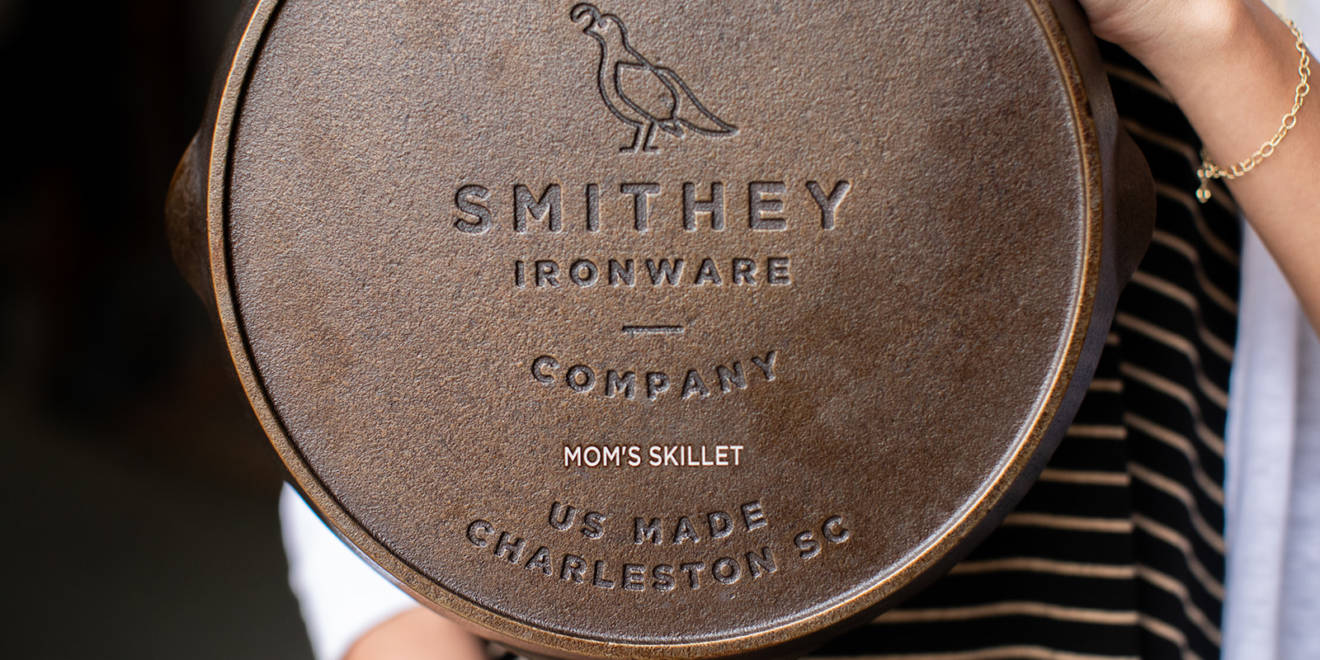 SMITHEY
IRONWARE
COMPANY
MOM'S SKILLET
US MADE
CHARLESTON SC